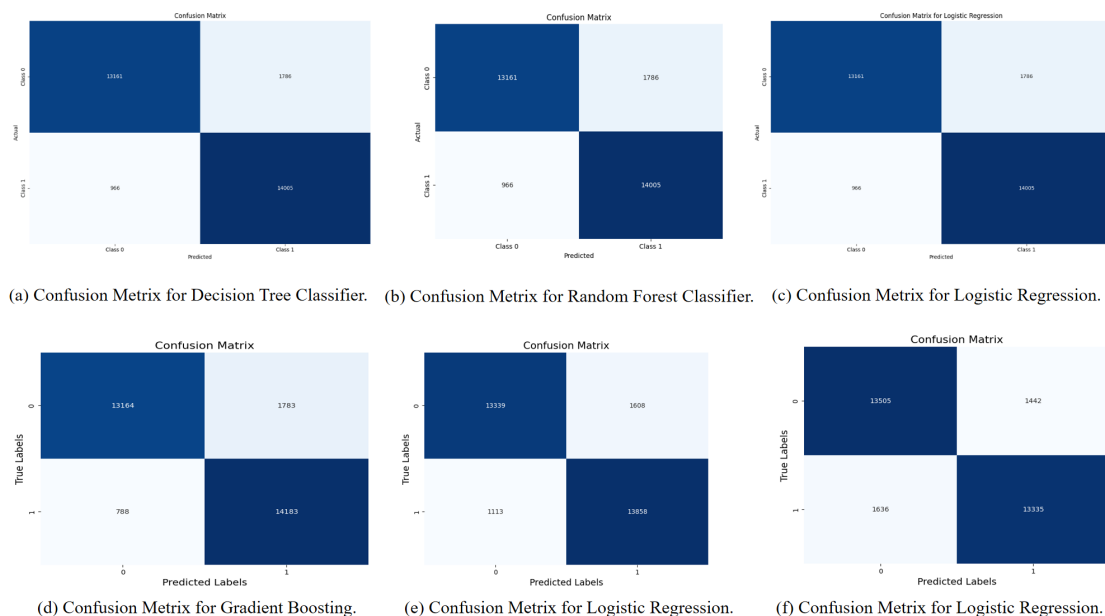 Confusion Matrix
Class 0
13161
1786
Actual
Class 1
966
14005
Class 0
Class 1
Predicted
(a) Confusion Metrix for Decision Tree Classifier.
Confusion Matrix
Class 0
13161
1786
Actual
Class 1
966
14005
Class 0
Class 1
Predicted
(b) Confusion Metrix for Random Forest Classifier.
Confusion Matrix for Logistic Regression
Class 0
13161
1786
Actual
Class 1
966
14005
Class 0
Class 1
Predicted
(c) Confusion Metrix for Logistic Regression.
Confusion Matrix
0
13164
1783
True Labels
1
788
14183
0
1
Predicted Labels
(d) Confusion Metrix for Gradient Boosting.
Confusion Matrix
0
13339
1608
True Labels
1
1113
13858
0
1
Predicted Labels
(e) Confusion Metrix for Logistic Regression.
Confusion Matrix
0
13505
1442
True Labels
1
1636
13335
0
1
Predicted Labels
(f) Confusion Metrix for Logistic Regression.